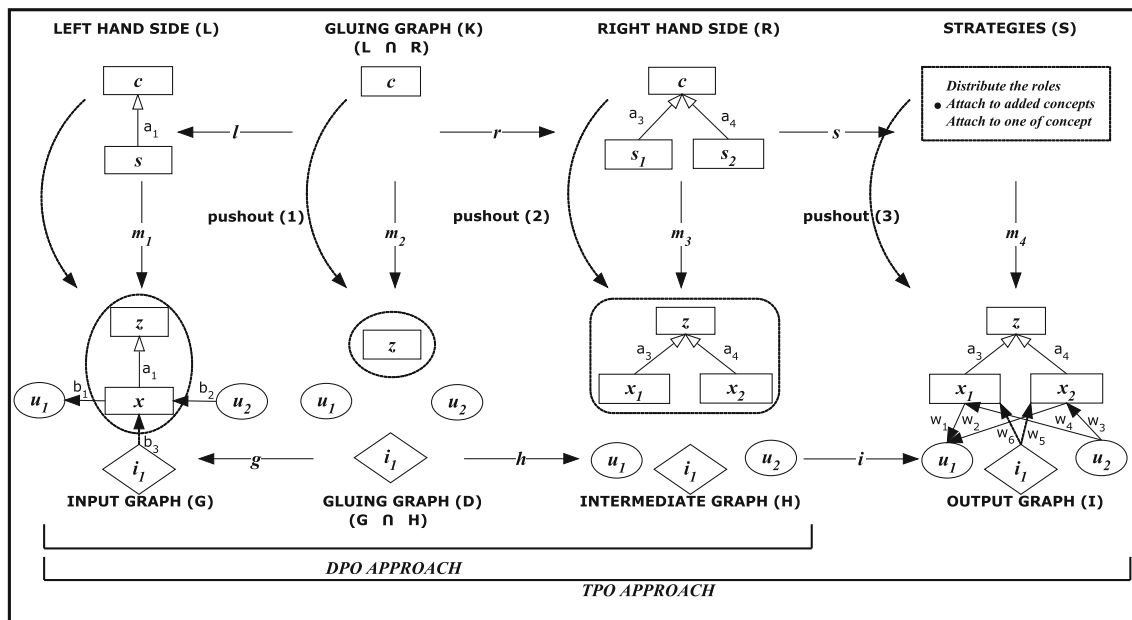 LEFT HAND SIDE (L)
GLUING GRAPH (K)
(L ∩ R)
RIGHT HAND SIDE (R)
STRATEGIES (S)
c
c
c
Distribute the roles
• Attach to added concepts
Attach to one of concept
a1
l
r
a3
a4
s
s
s1
s2
pushout (1)
pushout (2)
pushout (3)
m1
m2
m3
m4
z
z
z
z
a1
a3
a4
a3
a4
u1
b1
x
b2
u2
u1
u2
x1
x2
x1
x2
b3
w1
w2
w6
w5
w4
w3
i1
g
i1
h
u1
i1
u2
i
u1
i1
u2
INPUT GRAPH (G)
GLUING GRAPH (D)
(G ∩ H)
INTERMEDIATE GRAPH (H)
OUTPUT GRAPH (I)
DPO APPROACH
TPO APPROACH